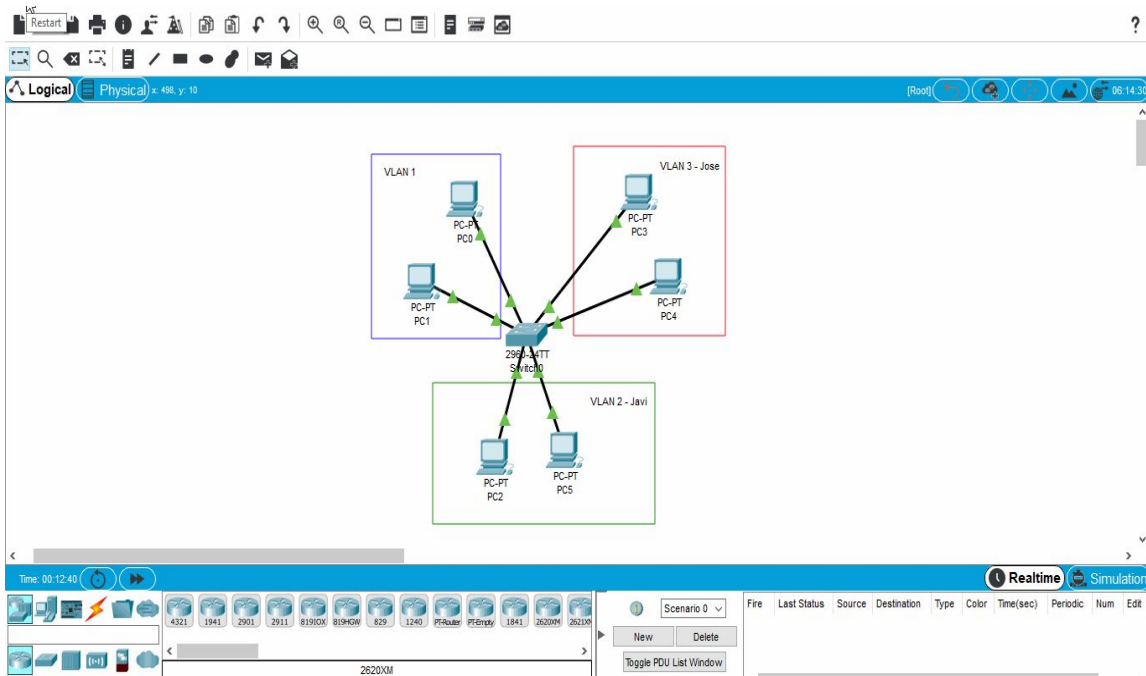 Restart
?
Logical
Physical
x: 498, y: 10
[Root]
06:14:30
VLAN 1
VLAN 3 - Jose
PC-PT
PC0
PC-PT
PC3
PC-PT
PC1
PC-PT
PC4
2960-24TT
Switch0
VLAN 2 - Javi
PC-PT
PC2
PC-PT
PC5
Time: 00:12:40
Realtime
Simulation
4321 1941 2901 2911 819IOX 819HGW 829 1240 PT-Router PT-Empty 1841 2620XM 2621XM
2620XM
Scenario 0
New Delete
Toggle PDU List Window
Fire Last Status Source Destination Type Color Time(sec) Periodic Num Edit